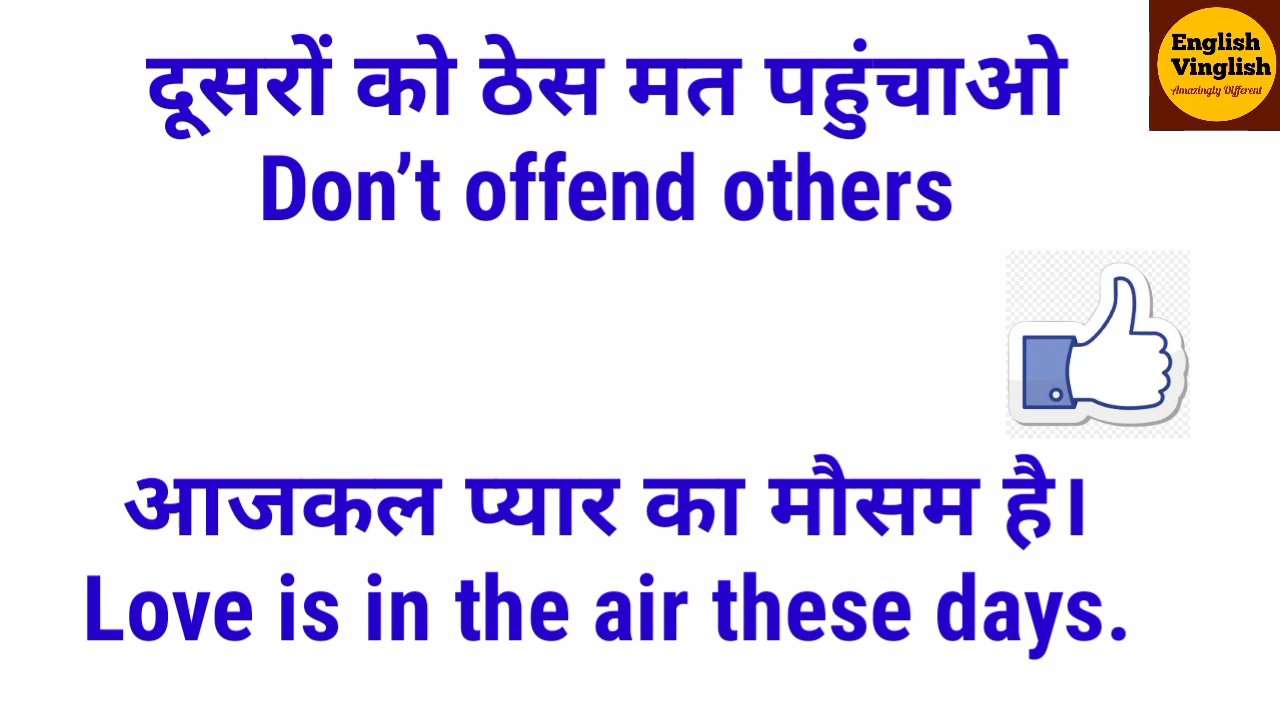 English
Vinglish
Amazingly Different
दूसरों को ठेस मत पहुंचाओ
Don’t offend others
आजकल प्यार का मौसम है।
Love is in the air these days.